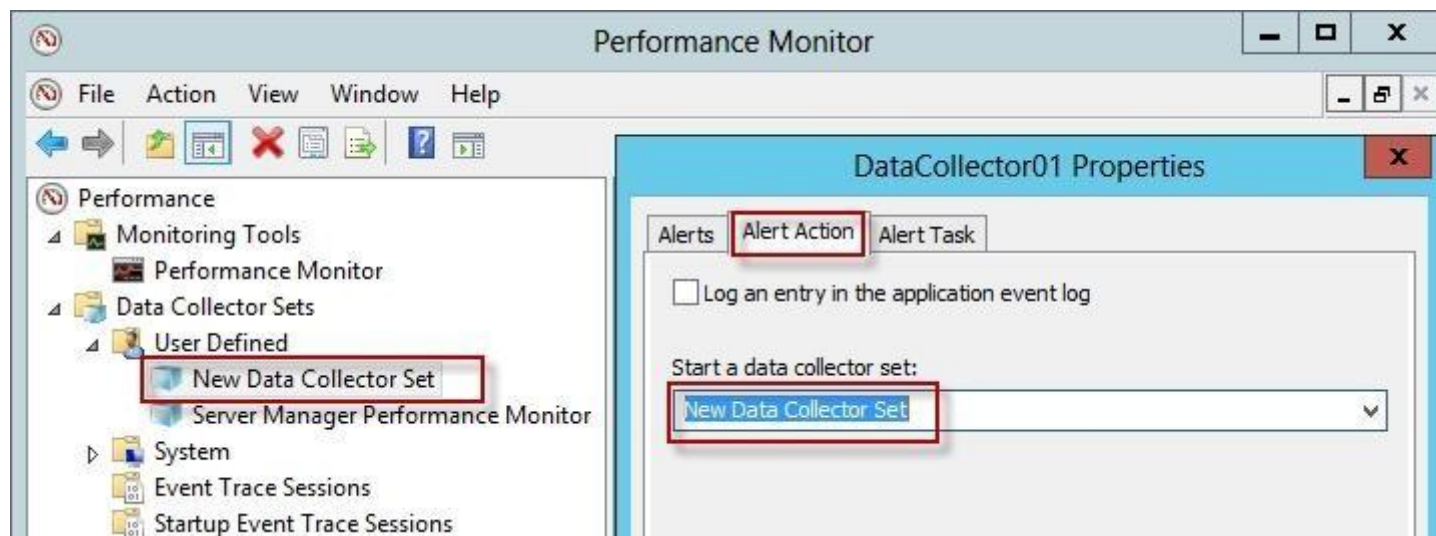 Performance Monitor
File Action View Window Help
Performance
Monitoring Tools
Performance Monitor
Data Collector Sets
User Defined
New Data Collector Set
Server Manager Performance Monitor
System
Event Trace Sessions
Startup Event Trace Sessions
DataCollector01 Properties
Alerts Alert Action Alert Task
Log an entry in the application event log
Start a data collector set:
New Data Collector Set